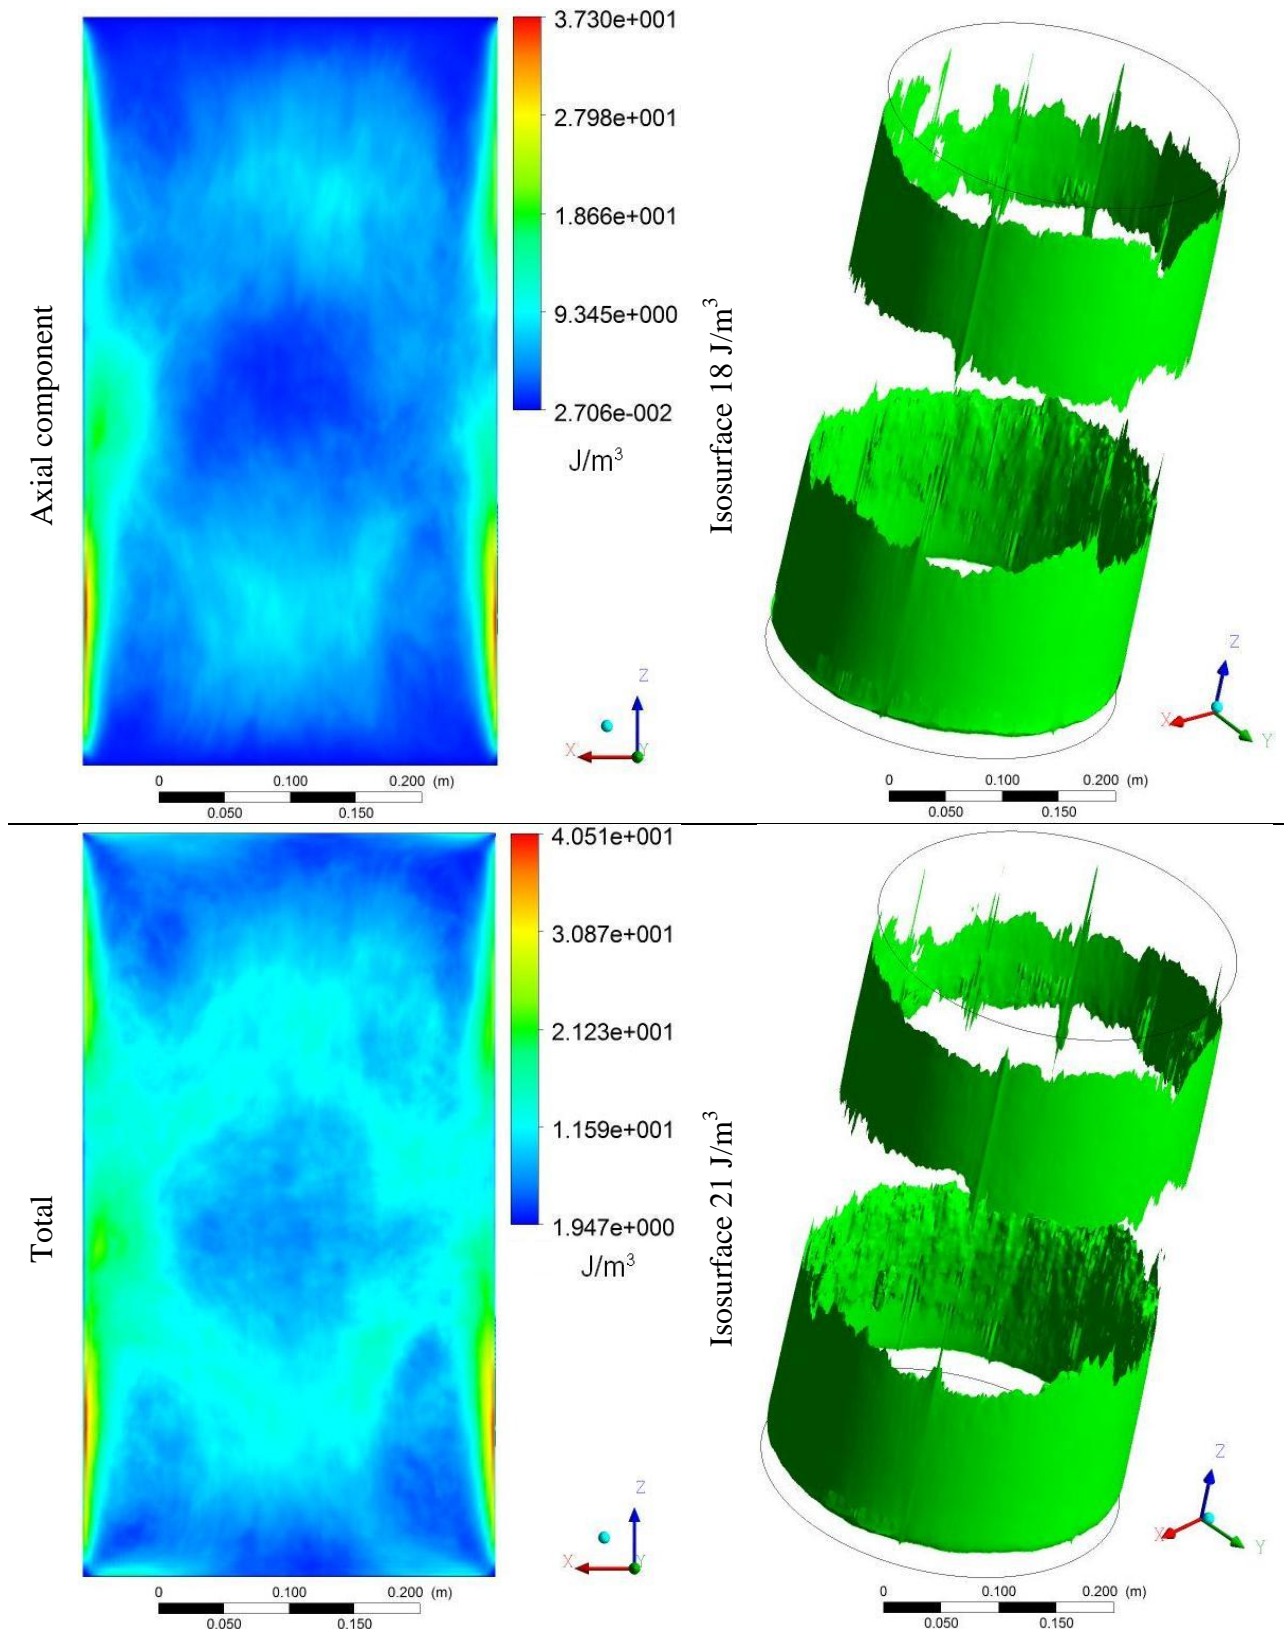 Axial component
3.730e+001
2.798e+001
1.866e+001
9.345e+000
2.706e-002
J/m³
Z
X
Y
0 0.100 0.200 (m)
0.050 0.150
Isosurface 18 J/m³
Z
X
Y
0 0.100 0.200 (m)
0.050 0.150
Total
4.051e+001
3.087e+001
2.123e+001
1.159e+001
1.947e+000
J/m³
Z
X
Y
0 0.100 0.200 (m)
0.050 0.150
Isosurface 21 J/m³
Z
X
Y
0 0.100 0.200 (m)
0.050 0.150